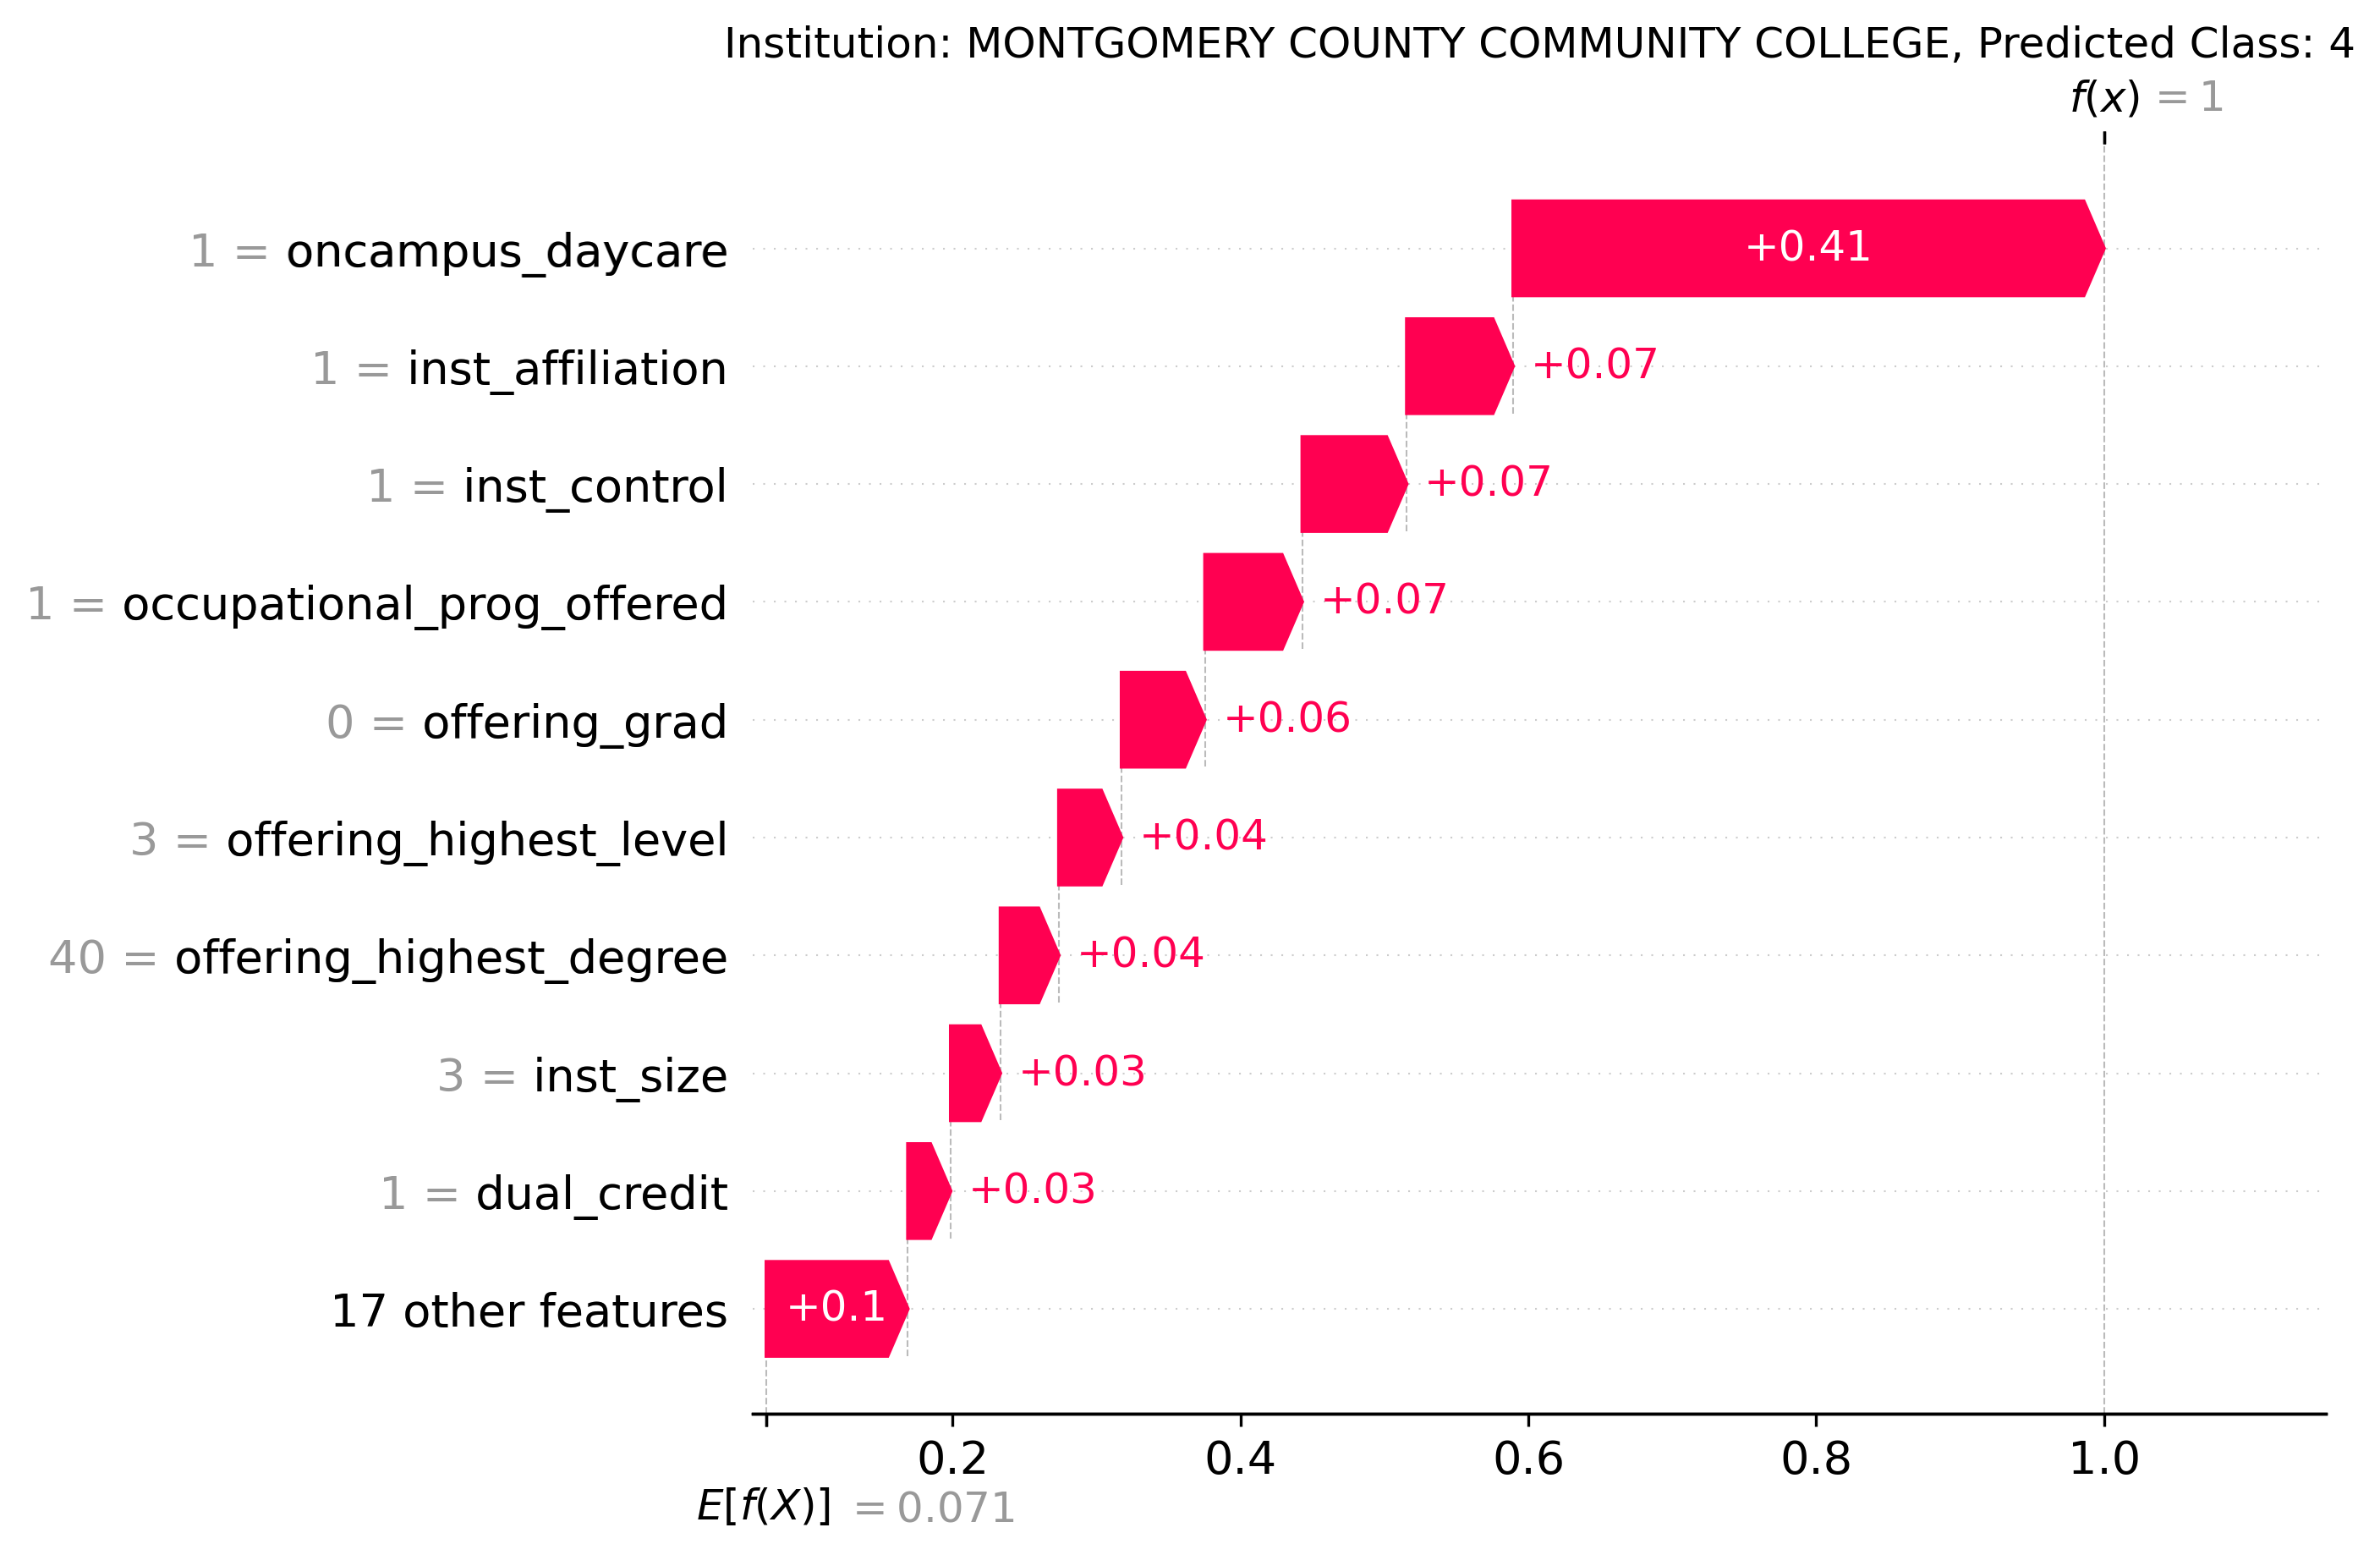 Institution: MONTGOMERY COUNTY COMMUNITY COLLEGE, Predicted Class: 4
f(x) = 1
1 = oncampus_daycare
+0.41
1 = inst_affiliation
+0.07
1 = inst_control
+0.07
1 = occupational_prog_offered
+0.07
0 = offering_grad
+0.06
3 = offering_highest_level
+0.04
40 = offering_highest_degree
+0.04
3 = inst_size
+0.03
1 = dual_credit
+0.03
17 other features
+0.1
0.2 0.4 0.6 0.8 1.0
E[f(X)] = 0.071